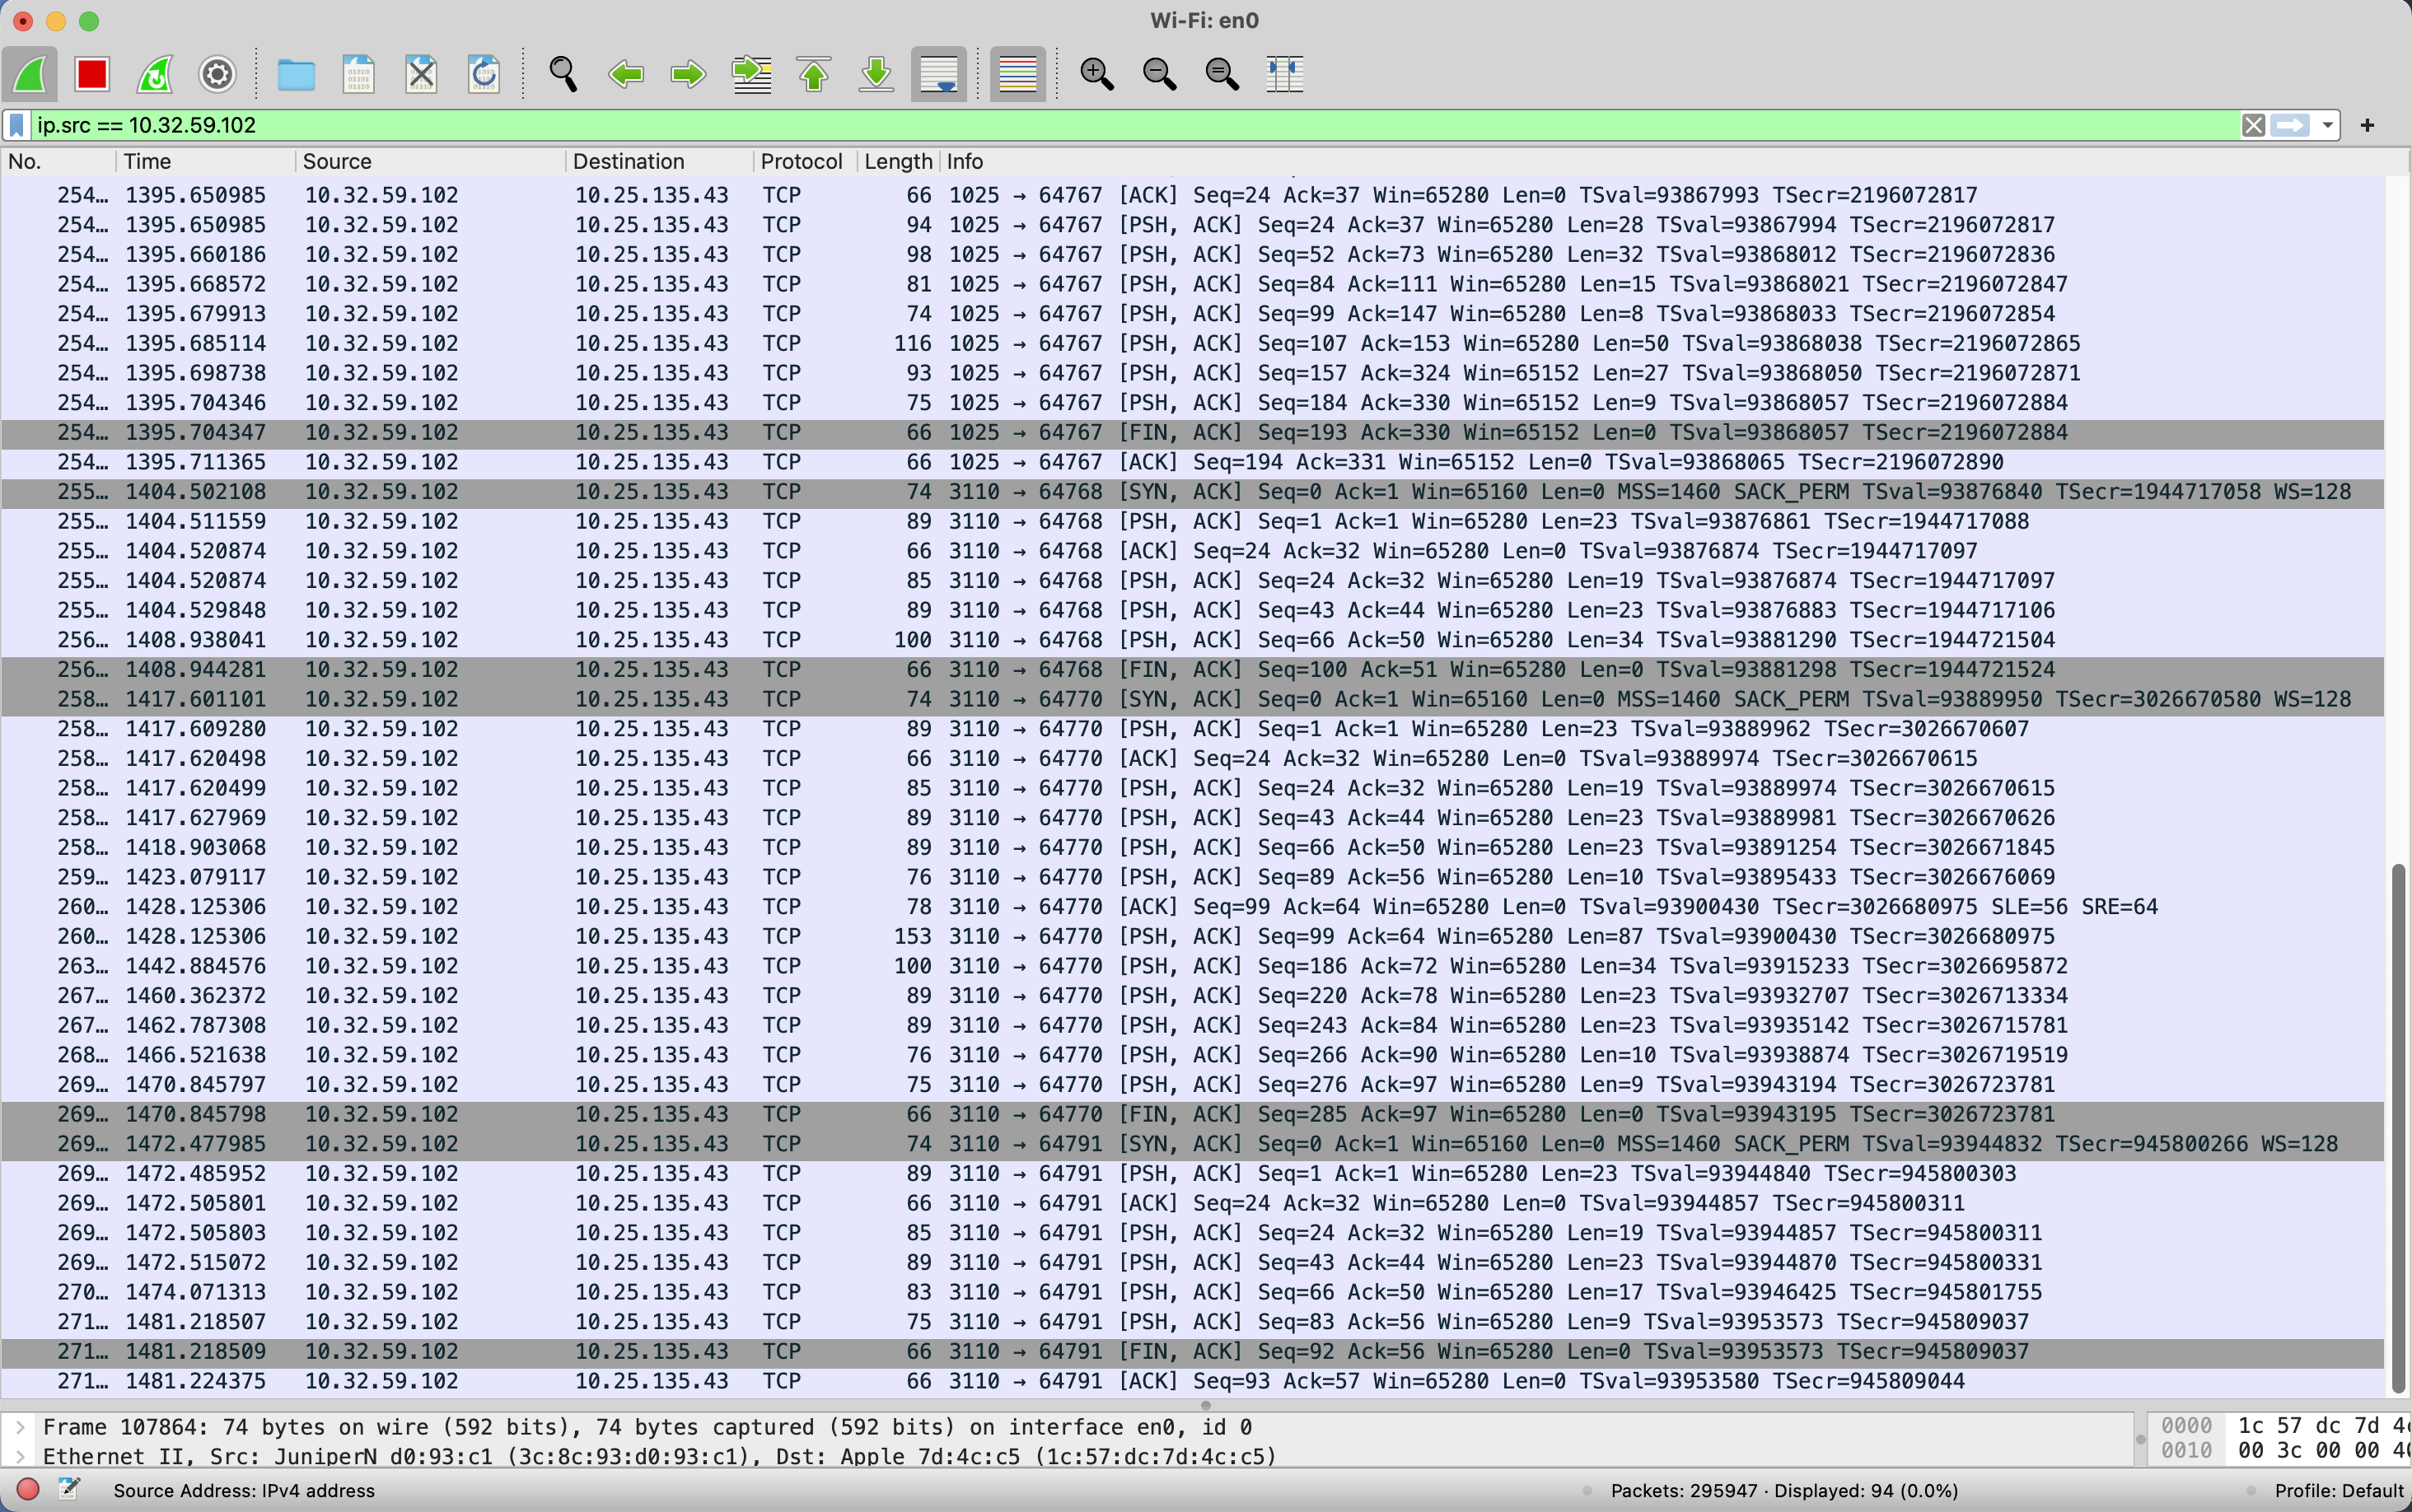 Wi-Fi: en0
ip.src == 10.32.59.102
No. Time Source Destination Protocol Length Info
254… 1395.650985 10.32.59.102 10.25.135.43 TCP 66 1025 → 64767 [ACK] Seq=24 Ack=37 Win=65280 Len=0 TSval=93867993 TSecr=2196072817
254… 1395.650985 10.32.59.102 10.25.135.43 TCP 94 1025 → 64767 [PSH, ACK] Seq=24 Ack=37 Win=65280 Len=28 TSval=93867994 TSecr=2196072817
254… 1395.660186 10.32.59.102 10.25.135.43 TCP 98 1025 → 64767 [PSH, ACK] Seq=52 Ack=73 Win=65280 Len=32 TSval=93868012 TSecr=2196072836
254… 1395.668572 10.32.59.102 10.25.135.43 TCP 81 1025 → 64767 [PSH, ACK] Seq=84 Ack=111 Win=65280 Len=15 TSval=93868021 TSecr=2196072847
254… 1395.679913 10.32.59.102 10.25.135.43 TCP 74 1025 → 64767 [PSH, ACK] Seq=99 Ack=147 Win=65280 Len=8 TSval=93868033 TSecr=2196072854
254… 1395.685114 10.32.59.102 10.25.135.43 TCP 116 1025 → 64767 [PSH, ACK] Seq=107 Ack=153 Win=65280 Len=50 TSval=93868038 TSecr=2196072865
254… 1395.698738 10.32.59.102 10.25.135.43 TCP 93 1025 → 64767 [PSH, ACK] Seq=157 Ack=324 Win=65152 Len=27 TSval=93868050 TSecr=2196072871
254… 1395.704346 10.32.59.102 10.25.135.43 TCP 75 1025 → 64767 [PSH, ACK] Seq=184 Ack=330 Win=65152 Len=9 TSval=93868057 TSecr=2196072884
254… 1395.704347 10.32.59.102 10.25.135.43 TCP 66 1025 → 64767 [FIN, ACK] Seq=193 Ack=330 Win=65152 Len=0 TSval=93868057 TSecr=2196072884
254… 1395.711365 10.32.59.102 10.25.135.43 TCP 66 1025 → 64767 [ACK] Seq=194 Ack=331 Win=65152 Len=0 TSval=93868065 TSecr=2196072890
255… 1404.502108 10.32.59.102 10.25.135.43 TCP 74 3110 → 64768 [SYN, ACK] Seq=0 Ack=1 Win=65160 Len=0 MSS=1460 SACK_PERM TSval=93876840 TSecr=1944717058 WS=128
255… 1404.511559 10.32.59.102 10.25.135.43 TCP 89 3110 → 64768 [PSH, ACK] Seq=1 Ack=1 Win=65280 Len=23 TSval=93876861 TSecr=1944717088
255… 1404.520874 10.32.59.102 10.25.135.43 TCP 66 3110 → 64768 [ACK] Seq=24 Ack=32 Win=65280 Len=0 TSval=93876874 TSecr=1944717097
255… 1404.520874 10.32.59.102 10.25.135.43 TCP 85 3110 → 64768 [PSH, ACK] Seq=24 Ack=32 Win=65280 Len=19 TSval=93876874 TSecr=1944717097
255… 1404.529848 10.32.59.102 10.25.135.43 TCP 89 3110 → 64768 [PSH, ACK] Seq=43 Ack=44 Win=65280 Len=23 TSval=93876883 TSecr=1944717106
256… 1408.938041 10.32.59.102 10.25.135.43 TCP 100 3110 → 64768 [PSH, ACK] Seq=66 Ack=50 Win=65280 Len=34 TSval=93881290 TSecr=1944721504
256… 1408.944281 10.32.59.102 10.25.135.43 TCP 66 3110 → 64768 [FIN, ACK] Seq=100 Ack=51 Win=65280 Len=0 TSval=93881298 TSecr=1944721524
258… 1417.601101 10.32.59.102 10.25.135.43 TCP 74 3110 → 64770 [SYN, ACK] Seq=0 Ack=1 Win=65160 Len=0 MSS=1460 SACK_PERM TSval=93889950 TSecr=3026670580 WS=128
258… 1417.609280 10.32.59.102 10.25.135.43 TCP 89 3110 → 64770 [PSH, ACK] Seq=1 Ack=1 Win=65280 Len=23 TSval=93889962 TSecr=3026670607
258… 1417.620498 10.32.59.102 10.25.135.43 TCP 66 3110 → 64770 [ACK] Seq=24 Ack=32 Win=65280 Len=0 TSval=93889974 TSecr=3026670615
258… 1417.620499 10.32.59.102 10.25.135.43 TCP 85 3110 → 64770 [PSH, ACK] Seq=24 Ack=32 Win=65280 Len=19 TSval=93889974 TSecr=3026670615
258… 1417.627969 10.32.59.102 10.25.135.43 TCP 89 3110 → 64770 [PSH, ACK] Seq=43 Ack=44 Win=65280 Len=23 TSval=93889981 TSecr=3026670626
258… 1418.903068 10.32.59.102 10.25.135.43 TCP 89 3110 → 64770 [PSH, ACK] Seq=66 Ack=50 Win=65280 Len=23 TSval=93891254 TSecr=3026671845
259… 1423.079117 10.32.59.102 10.25.135.43 TCP 76 3110 → 64770 [PSH, ACK] Seq=89 Ack=56 Win=65280 Len=10 TSval=93895433 TSecr=3026676069
260… 1428.125306 10.32.59.102 10.25.135.43 TCP 78 3110 → 64770 [ACK] Seq=99 Ack=64 Win=65280 Len=0 TSval=93900430 TSecr=3026680975 SLE=56 SRE=64
260… 1428.125306 10.32.59.102 10.25.135.43 TCP 153 3110 → 64770 [PSH, ACK] Seq=99 Ack=64 Win=65280 Len=87 TSval=93900430 TSecr=3026680975
263… 1442.884576 10.32.59.102 10.25.135.43 TCP 100 3110 → 64770 [PSH, ACK] Seq=186 Ack=72 Win=65280 Len=34 TSval=93915233 TSecr=3026695872
267… 1460.362372 10.32.59.102 10.25.135.43 TCP 89 3110 → 64770 [PSH, ACK] Seq=220 Ack=78 Win=65280 Len=23 TSval=93932707 TSecr=3026713334
267… 1462.787308 10.32.59.102 10.25.135.43 TCP 89 3110 → 64770 [PSH, ACK] Seq=243 Ack=84 Win=65280 Len=23 TSval=93935142 TSecr=3026715781
268… 1466.521638 10.32.59.102 10.25.135.43 TCP 76 3110 → 64770 [PSH, ACK] Seq=266 Ack=90 Win=65280 Len=10 TSval=93938874 TSecr=3026719519
269… 1470.845797 10.32.59.102 10.25.135.43 TCP 75 3110 → 64770 [PSH, ACK] Seq=276 Ack=97 Win=65280 Len=9 TSval=93943194 TSecr=3026723781
269… 1470.845798 10.32.59.102 10.25.135.43 TCP 66 3110 → 64770 [FIN, ACK] Seq=285 Ack=97 Win=65280 Len=0 TSval=93943195 TSecr=3026723781
269… 1472.477985 10.32.59.102 10.25.135.43 TCP 74 3110 → 64791 [SYN, ACK] Seq=0 Ack=1 Win=65160 Len=0 MSS=1460 SACK_PERM TSval=93944832 TSecr=945800266 WS=128
269… 1472.485952 10.32.59.102 10.25.135.43 TCP 89 3110 → 64791 [PSH, ACK] Seq=1 Ack=1 Win=65280 Len=23 TSval=93944840 TSecr=945800303
269… 1472.505801 10.32.59.102 10.25.135.43 TCP 66 3110 → 64791 [ACK] Seq=24 Ack=32 Win=65280 Len=0 TSval=93944857 TSecr=945800311
269… 1472.505803 10.32.59.102 10.25.135.43 TCP 85 3110 → 64791 [PSH, ACK] Seq=24 Ack=32 Win=65280 Len=19 TSval=93944857 TSecr=945800311
269… 1472.515072 10.32.59.102 10.25.135.43 TCP 89 3110 → 64791 [PSH, ACK] Seq=43 Ack=44 Win=65280 Len=23 TSval=93944870 TSecr=945800331
270… 1474.071313 10.32.59.102 10.25.135.43 TCP 83 3110 → 64791 [PSH, ACK] Seq=66 Ack=50 Win=65280 Len=17 TSval=93946425 TSecr=945801755
271… 1481.218507 10.32.59.102 10.25.135.43 TCP 75 3110 → 64791 [PSH, ACK] Seq=83 Ack=56 Win=65280 Len=9 TSval=93953573 TSecr=945809037
271… 1481.218509 10.32.59.102 10.25.135.43 TCP 66 3110 → 64791 [FIN, ACK] Seq=92 Ack=56 Win=65280 Len=0 TSval=93953573 TSecr=945809037
271… 1481.224375 10.32.59.102 10.25.135.43 TCP 66 3110 → 64791 [ACK] Seq=93 Ack=57 Win=65280 Len=0 TSval=93953580 TSecr=945809044
Frame 107864: 74 bytes on wire (592 bits), 74 bytes captured (592 bits) on interface en0, id 0
Ethernet II, Src: JuniperN d0:93:c1 (3c:8c:93:d0:93:c1), Dst: Apple 7d:4c:c5 (1c:57:dc:7d:4c:c5)
0000 1c 57 dc 7d
0010 00 3c 00 00
Source Address: IPv4 address
Packets: 295947 · Displayed: 94 (0.0%)
Profile: Default